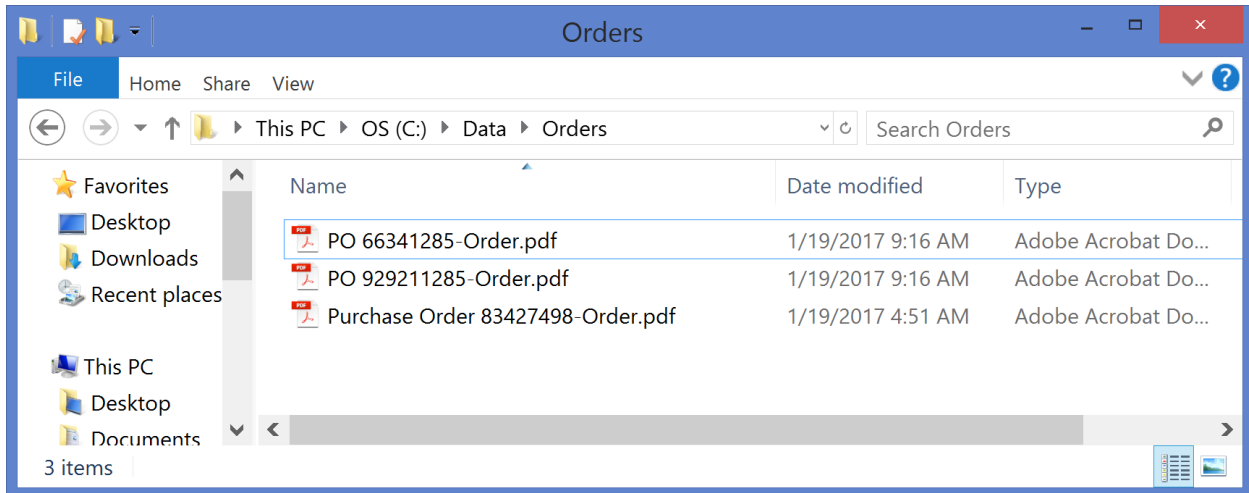 Orders
File Home Share View
This PC OS (C:) Data Orders Search Orders
Favorites
Desktop
Downloads
Recent places
This PC
Desktop
Documents
Name Date modified Type
PO 66341285-Order.pdf 1/19/2017 9:16 AM Adobe Acrobat Do...
PO 929211285-Order.pdf 1/19/2017 9:16 AM Adobe Acrobat Do...
Purchase Order 83427498-Order.pdf 1/19/2017 4:51 AM Adobe Acrobat Do...
3 items